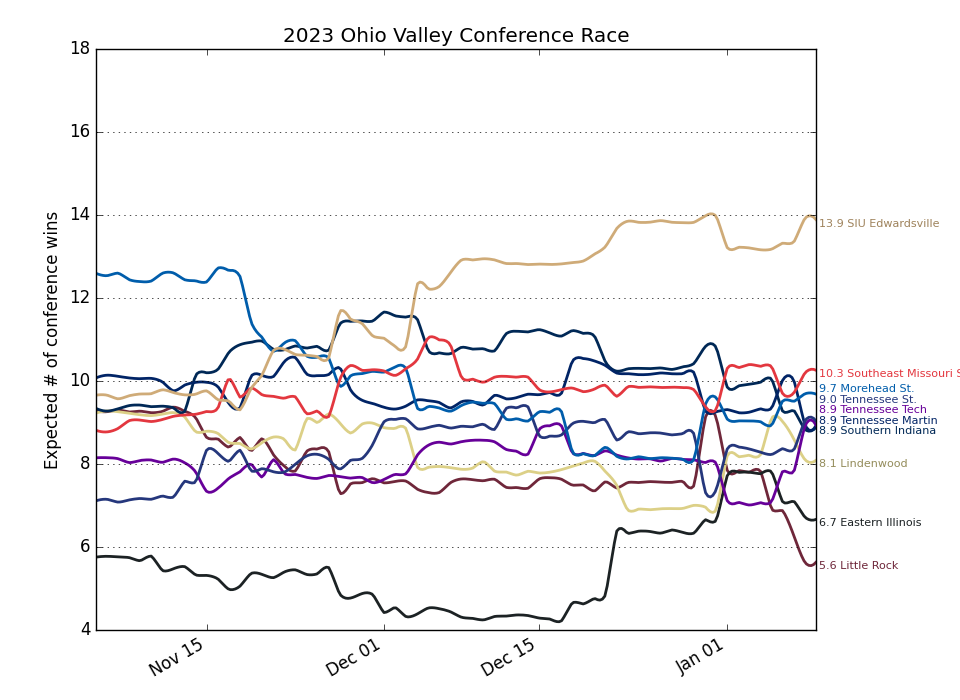 2023 Ohio Valley Conference Race
Expected # of conference wins
18
16
14
12
10
8
6
4
Nov 15
Dec 01
Dec 15
Jan 01
13.9 SIU Edwardsville
10.3 Southeast Missouri S
9.7 Morehead St.
9.0 Tennessee St.
8.9 Tennessee Tech
8.9 Tennessee Martin
8.9 Southern Indiana
8.1 Lindenwood
6.7 Eastern Illinois
5.6 Little Rock